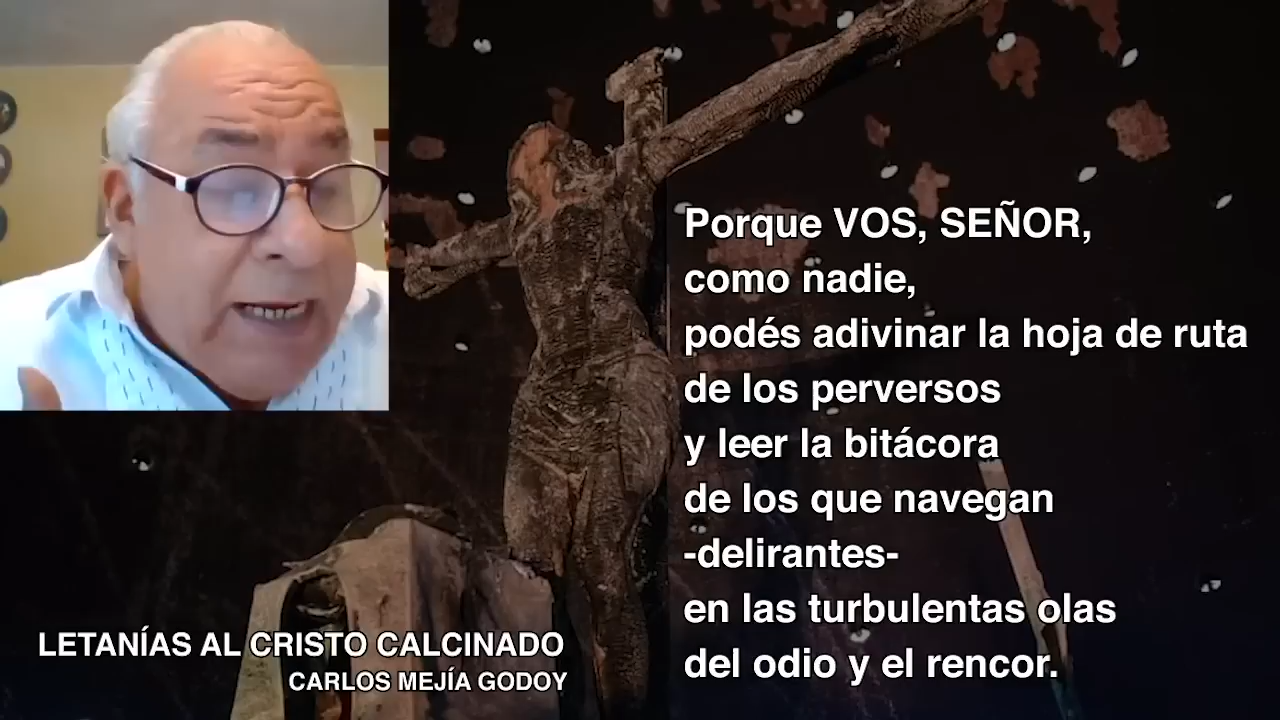 Porque VOS, SEÑOR,
como nadie,
podés adivinar la hoja de ruta
de los perversos
y leer la bitácora
de los que navegan
-delirantes-
en las turbulentas olas
del odio y el rencor.
LETANÍAS AL CRISTO CALCINADO
CARLOS MEJÍA GODOY